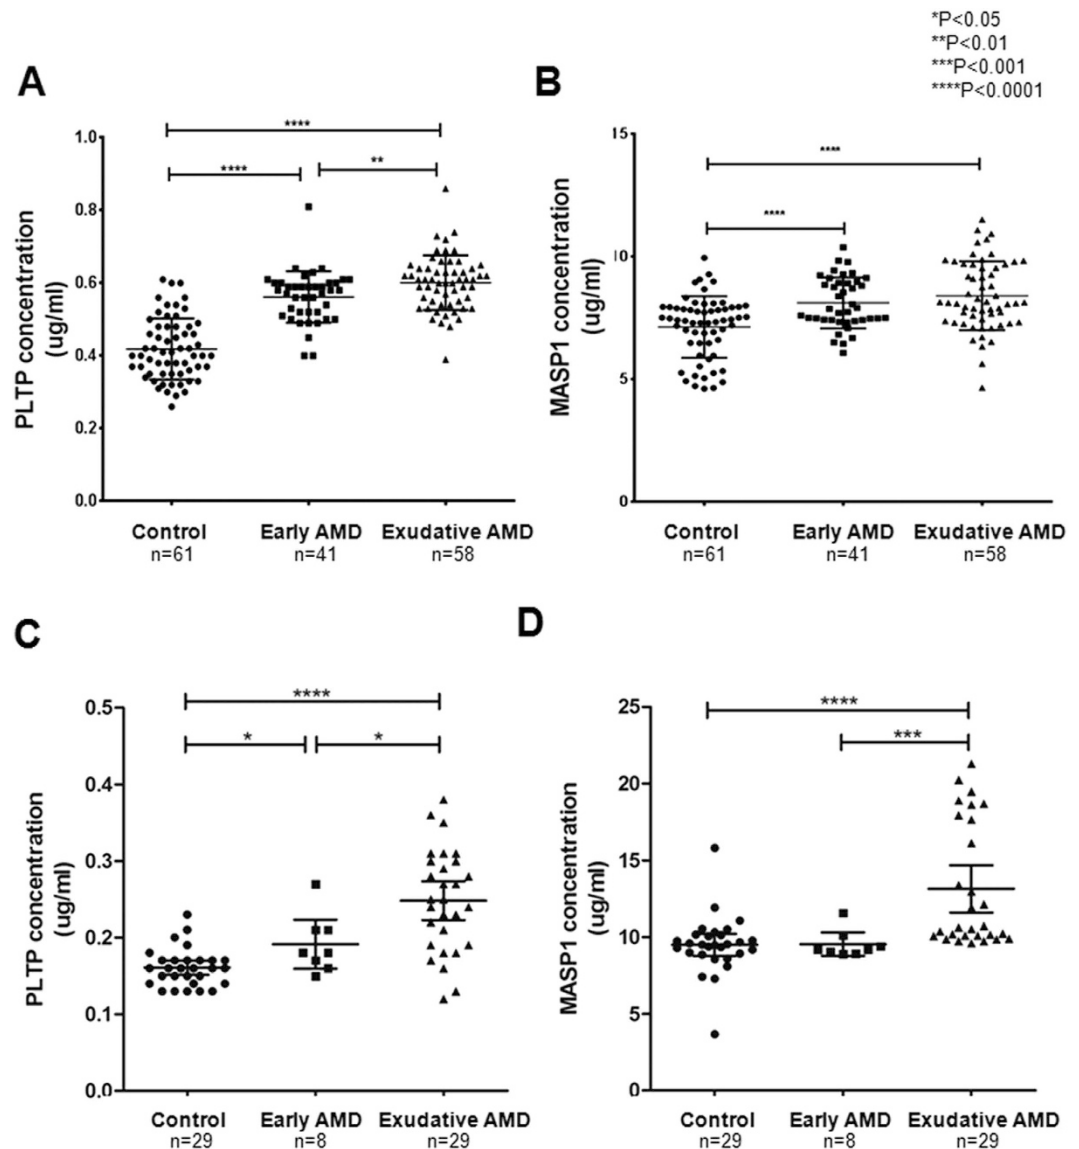 *P<0.05
**P<0.01
***P<0.001
****P<0.0001
A
PLTP concentration
(ug/ml)
1.0
0.8
0.6
0.4
0.2
0.0
****
****
**
Control
n=61
Early AMD
n=41
Exudative AMD
n=58
B
MASP1 concentration
(ug/ml)
15
10
5
0
****
****
Control
n=61
Early AMD
n=41
Exudative AMD
n=58
C
PLTP concentration
(ug/ml)
0.5
0.4
0.3
0.2
0.1
0.0
****
*
*
Control
n=29
Early AMD
n=8
Exudative AMD
n=29
D
MASP1 concentration
(ug/ml)
25
20
15
10
5
0
****
***
Control
n=29
Early AMD
n=8
Exudative AMD
n=29